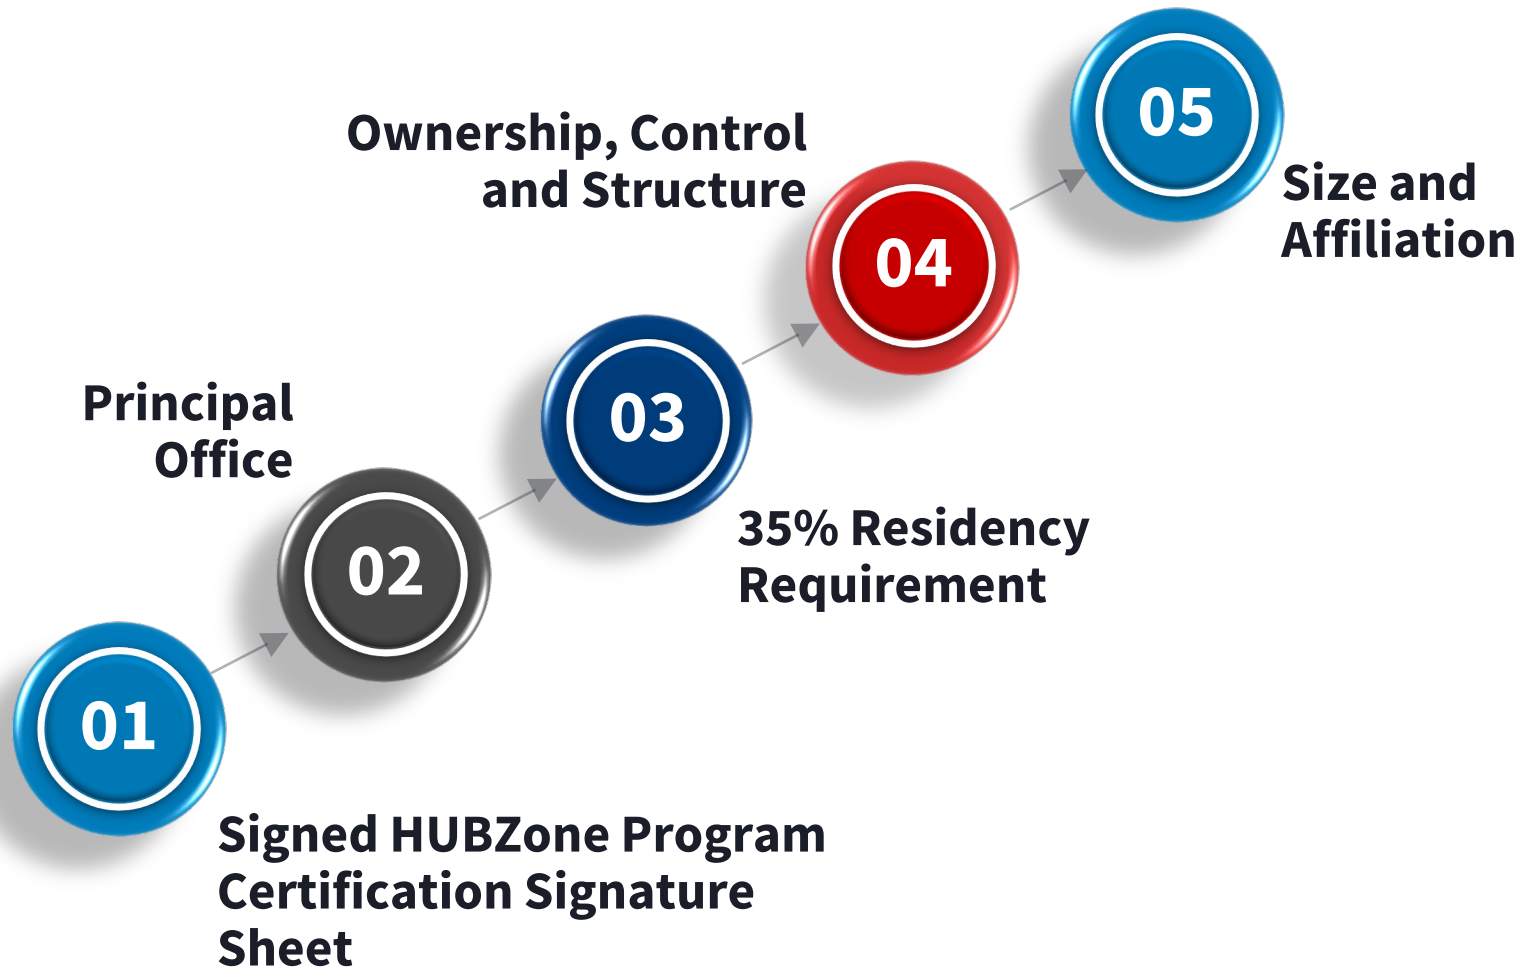 05
Ownership, Control
and Structure
Size and
Affiliation
04
Principal
Office
03
35% Residency
Requirement
02
01
Signed HUBZone Program
Certification Signature
Sheet